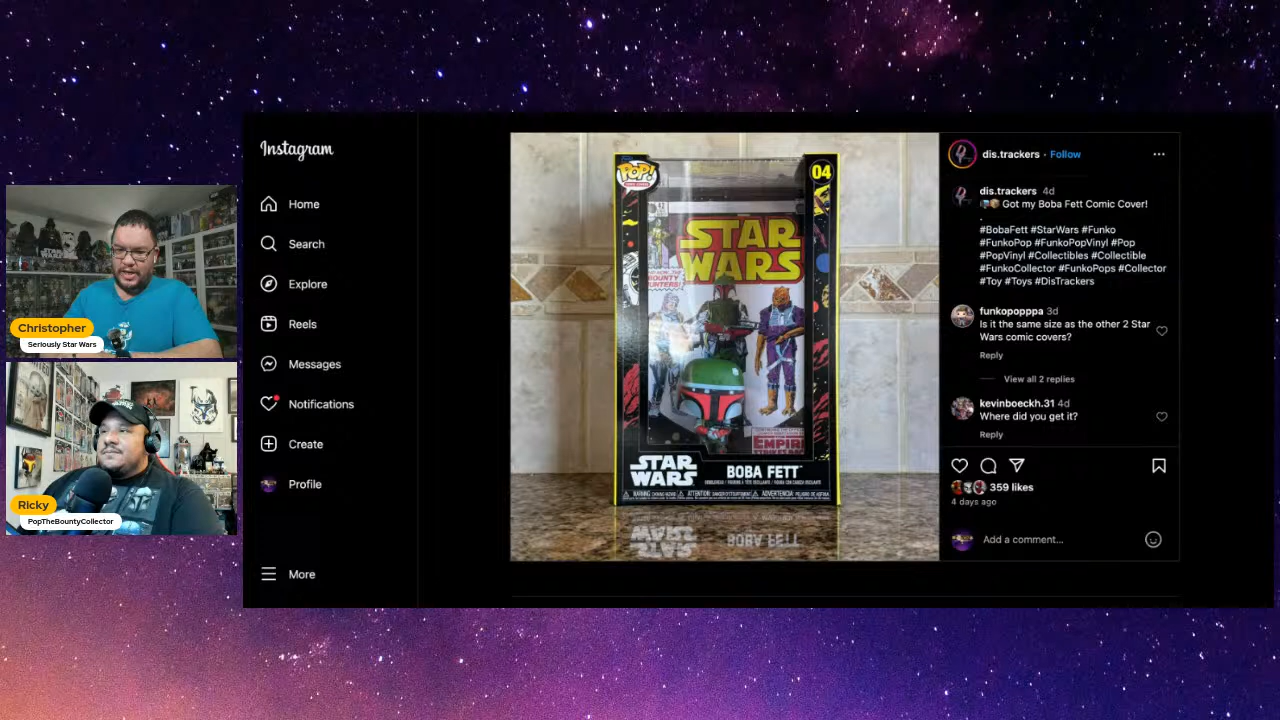 Christopher
Seriously Star Wars
Ricky
PopTheBountyCollector
Instagram
Home
Search
Explore
Reels
Messages
Notifications
Create
Profile
More
POP!
04
STAR
WARS
BOUNTY
HUNTERS!
EMPIRE
STAR
WARS
BOBA FETT™
dis.trackers · Follow
dis.trackers 4d
Got my Boba Fett Comic Cover!
.
#BobaFett #StarWars #Funko
#FunkoPop #FunkoPopVinyl #Pop
#PopVinyl #Collectibles #Collectible
#FunkoCollector #FunkoPops #Collector
#Toy #Toys #DisTrackers
funkopopppa 3d
Is it the same size as the other 2 Star
Wars comic covers?
Reply
View all 2 replies
kevinboeckh.31 4d
Where did you get it?
Reply
359 likes
4 days ago
Add a comment...